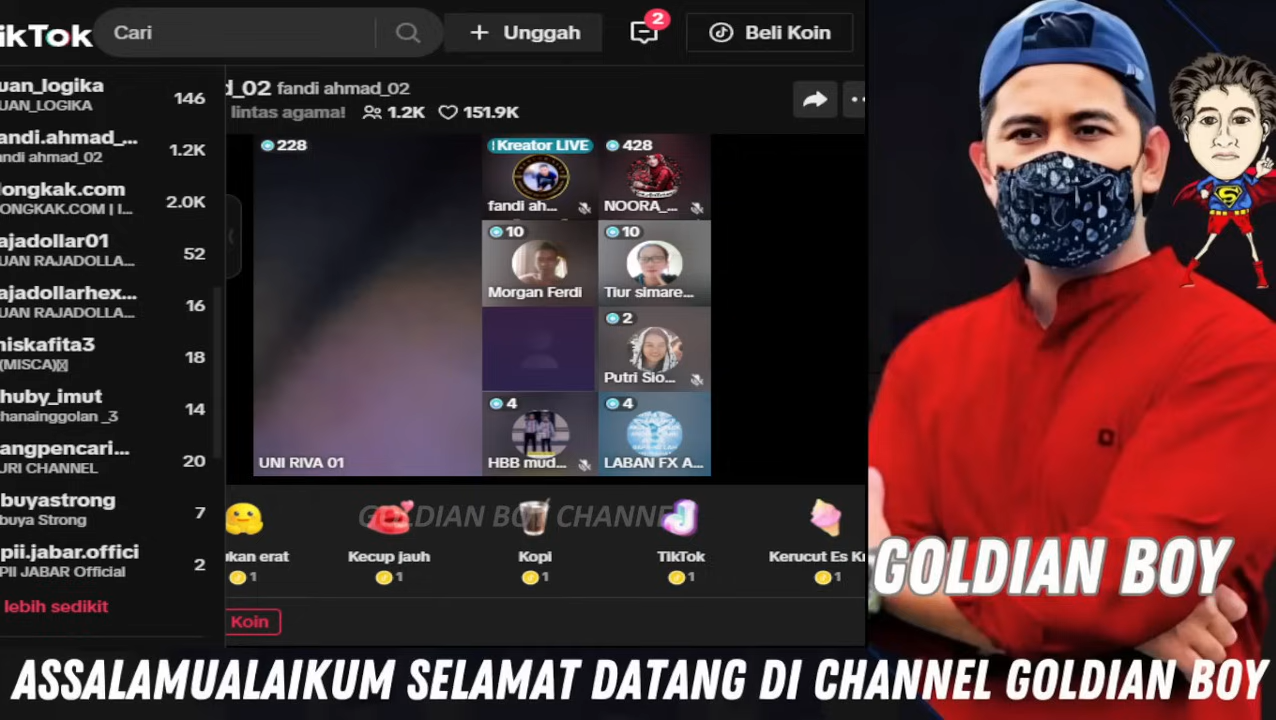 ikTok
Cari
Unggah
2
Beli Koin
uan_logika
UAN_LOGIKA
146
andi.ahmad_...
ndi ahmad_02
1.2K
longkak.com
ONGKAK.COM | I...
2.0K
ajadollar01
UAN RAJADOLLA...
52
ajadollarhex...
UAN RAJADOLLA...
16
niskafita3
(MISCA)
18
huby_imut
hanainggolan _3
14
angpencari...
URI CHANNEL
20
buyastrong
buya Strong
7
pii.jabar.offici
PII JABAR Official
2
lebih sedikit
d_02 fandi ahmad_02
lintas agama! 1.2K 151.9K
228
UNI RIVA 01
Kreator LIVE
fandi ah...
428
NOORA_...
10
Morgan Ferdi
10
Tiur simare...
2
Putri Sio...
4
HBB mud...
4
LABAN FX A...
GOLDIAN BOY CHANNEL
ukan erat
1
Kecup jauh
1
Kopi
1
TikTok
1
Kerucut Es Kr
1
Koin
GOLDIAN BOY
ASSALAMUALAIKUM SELAMAT DATANG DI CHANNEL GOLDIAN BOY